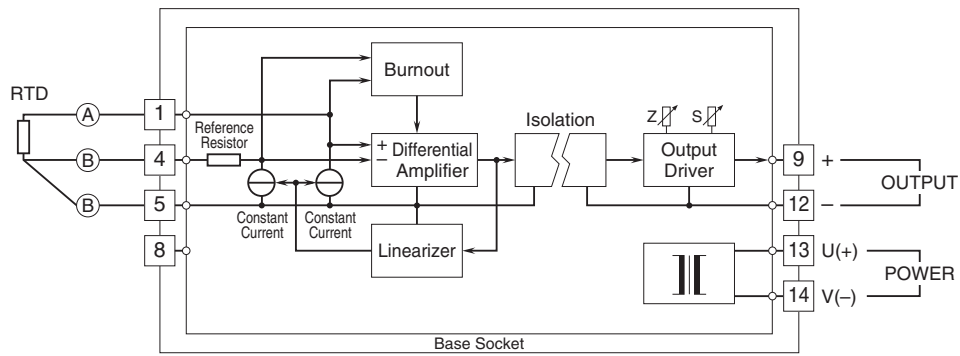 RTD
A
B
B
1
4
5
8
Reference
Resistor
Burnout
+
–
Differential
Amplifier
Constant
Current
Constant
Current
Linearizer
Isolation
Z
S
Output
Driver
9
+
12
–
OUTPUT
13
U(+)
14
V(–)
POWER
Base Socket